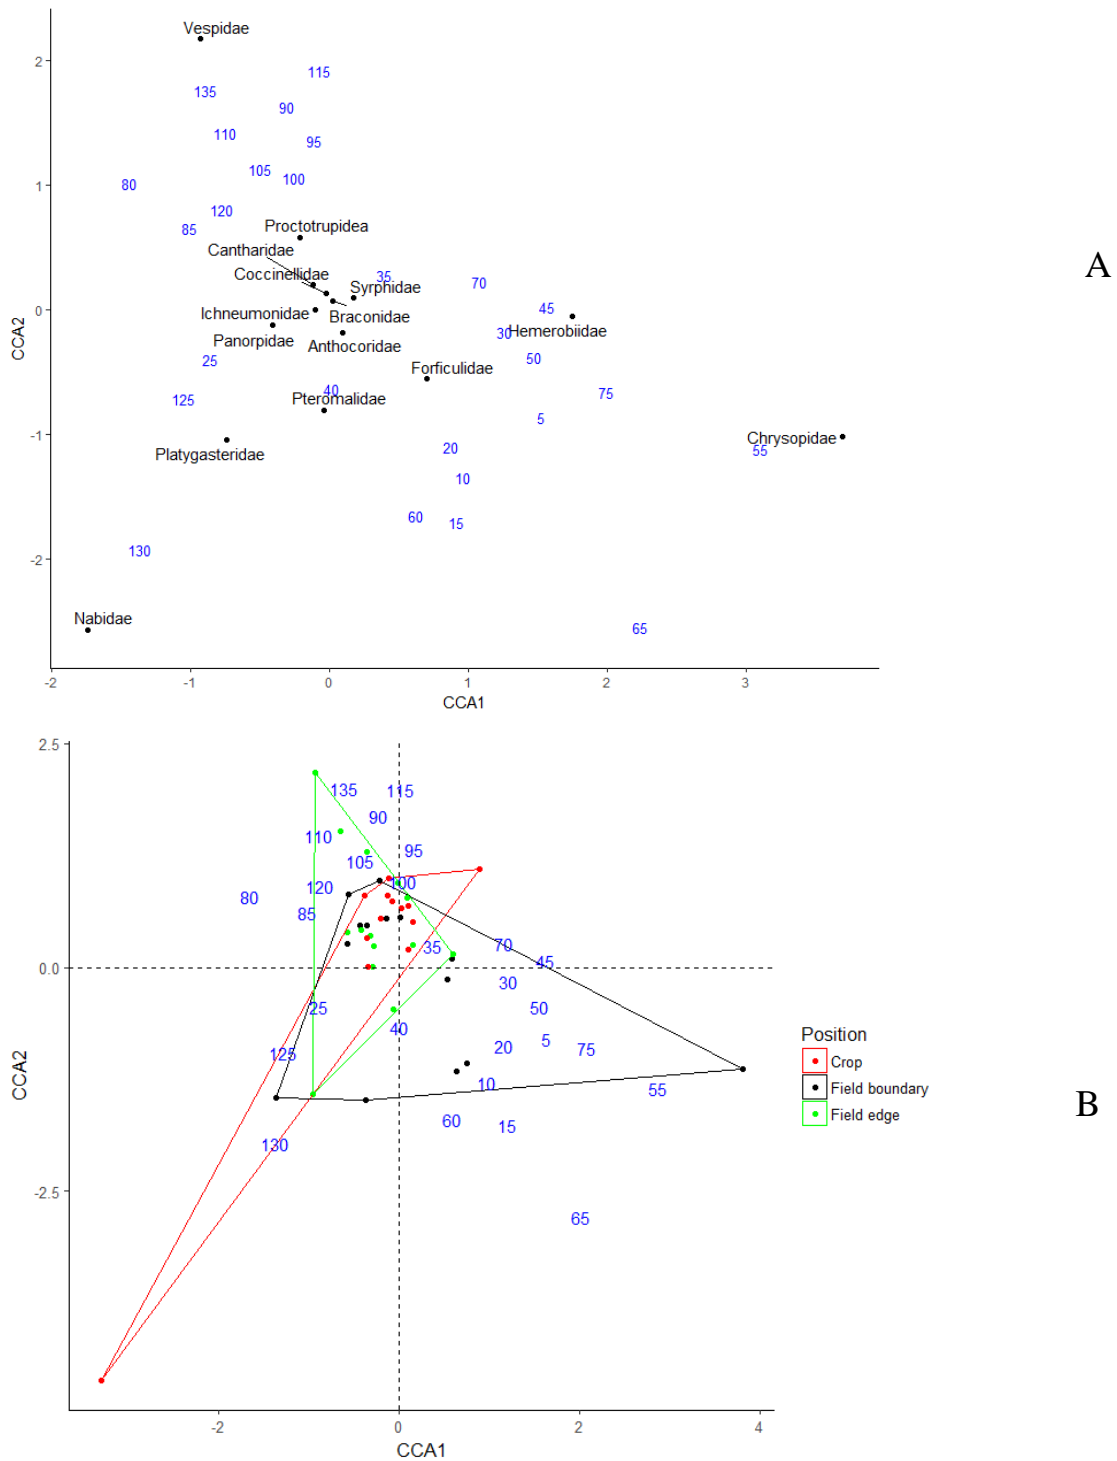 Vespidae
2
115
135
90
110
95
105
100
80
1
120
85
Proctotrupidea
Cantharidae
Coccinellidae
35
Syrphidae
70
A
45
0
Ichneumonidae
Braconidae
30
Hemerobiidae
CCA2
Panorpidae
Anthocoridae
25
50
Forficulidae
40
75
125
Pteromalidae
5
-1
Chrysopidae
20
55
Platygasteridae
10
60
15
130
-2
Nabidae
65
-2
-1
0
1
2
3
CCA1
2.5
135
115
90
110
95
105
100
120
80
85
35
70
45
0.0
30
25
50
40
5
20
75
125
CCA2
10
55
60
15
130
Position
Crop
Field boundary
Field edge
B
-2.5
65
-2
0
2
4
CCA1